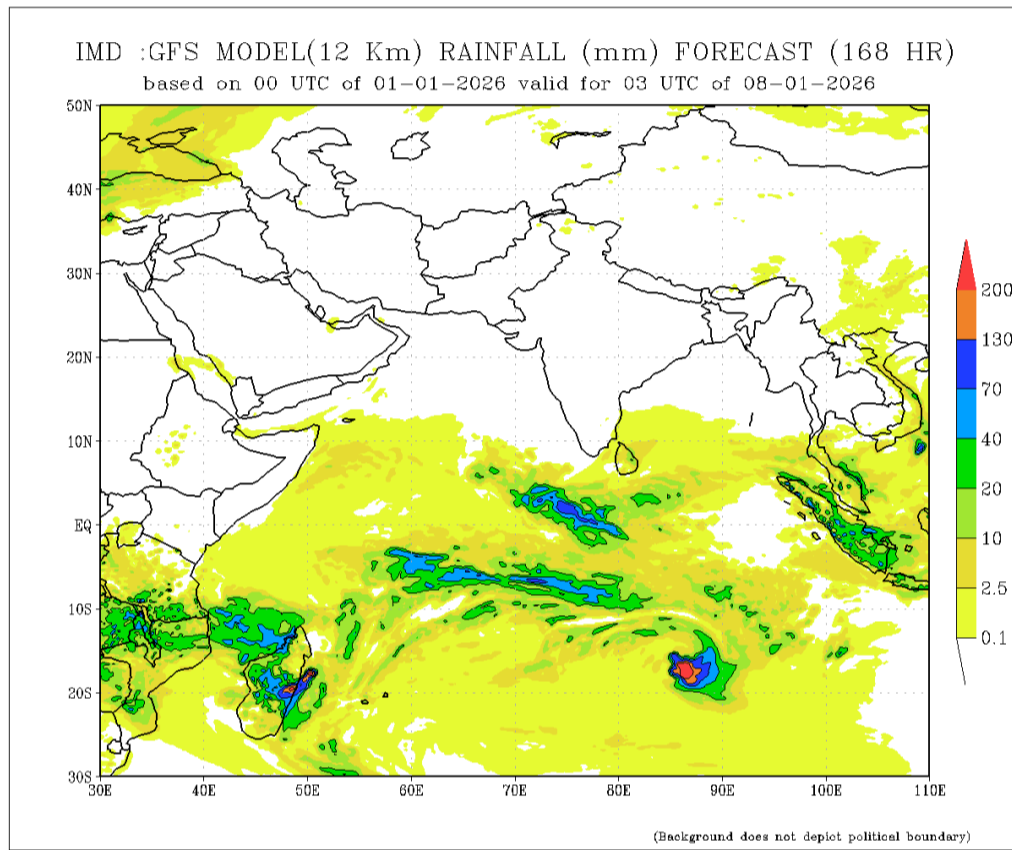 IMD :GFS MODEL(12 Km) RAINFALL (mm) FORECAST (168 HR)
based on 00 UTC of 01-01-2026 valid for 03 UTC of 08-01-2026
50N
40N
30N
20N
10N
EQ
10S
20S
30S
30E 40E 50E 60E 70E 80E 90E 100E 110E
200
130
70
40
20
10
2.5
0.1
(Background does not depict political boundary)